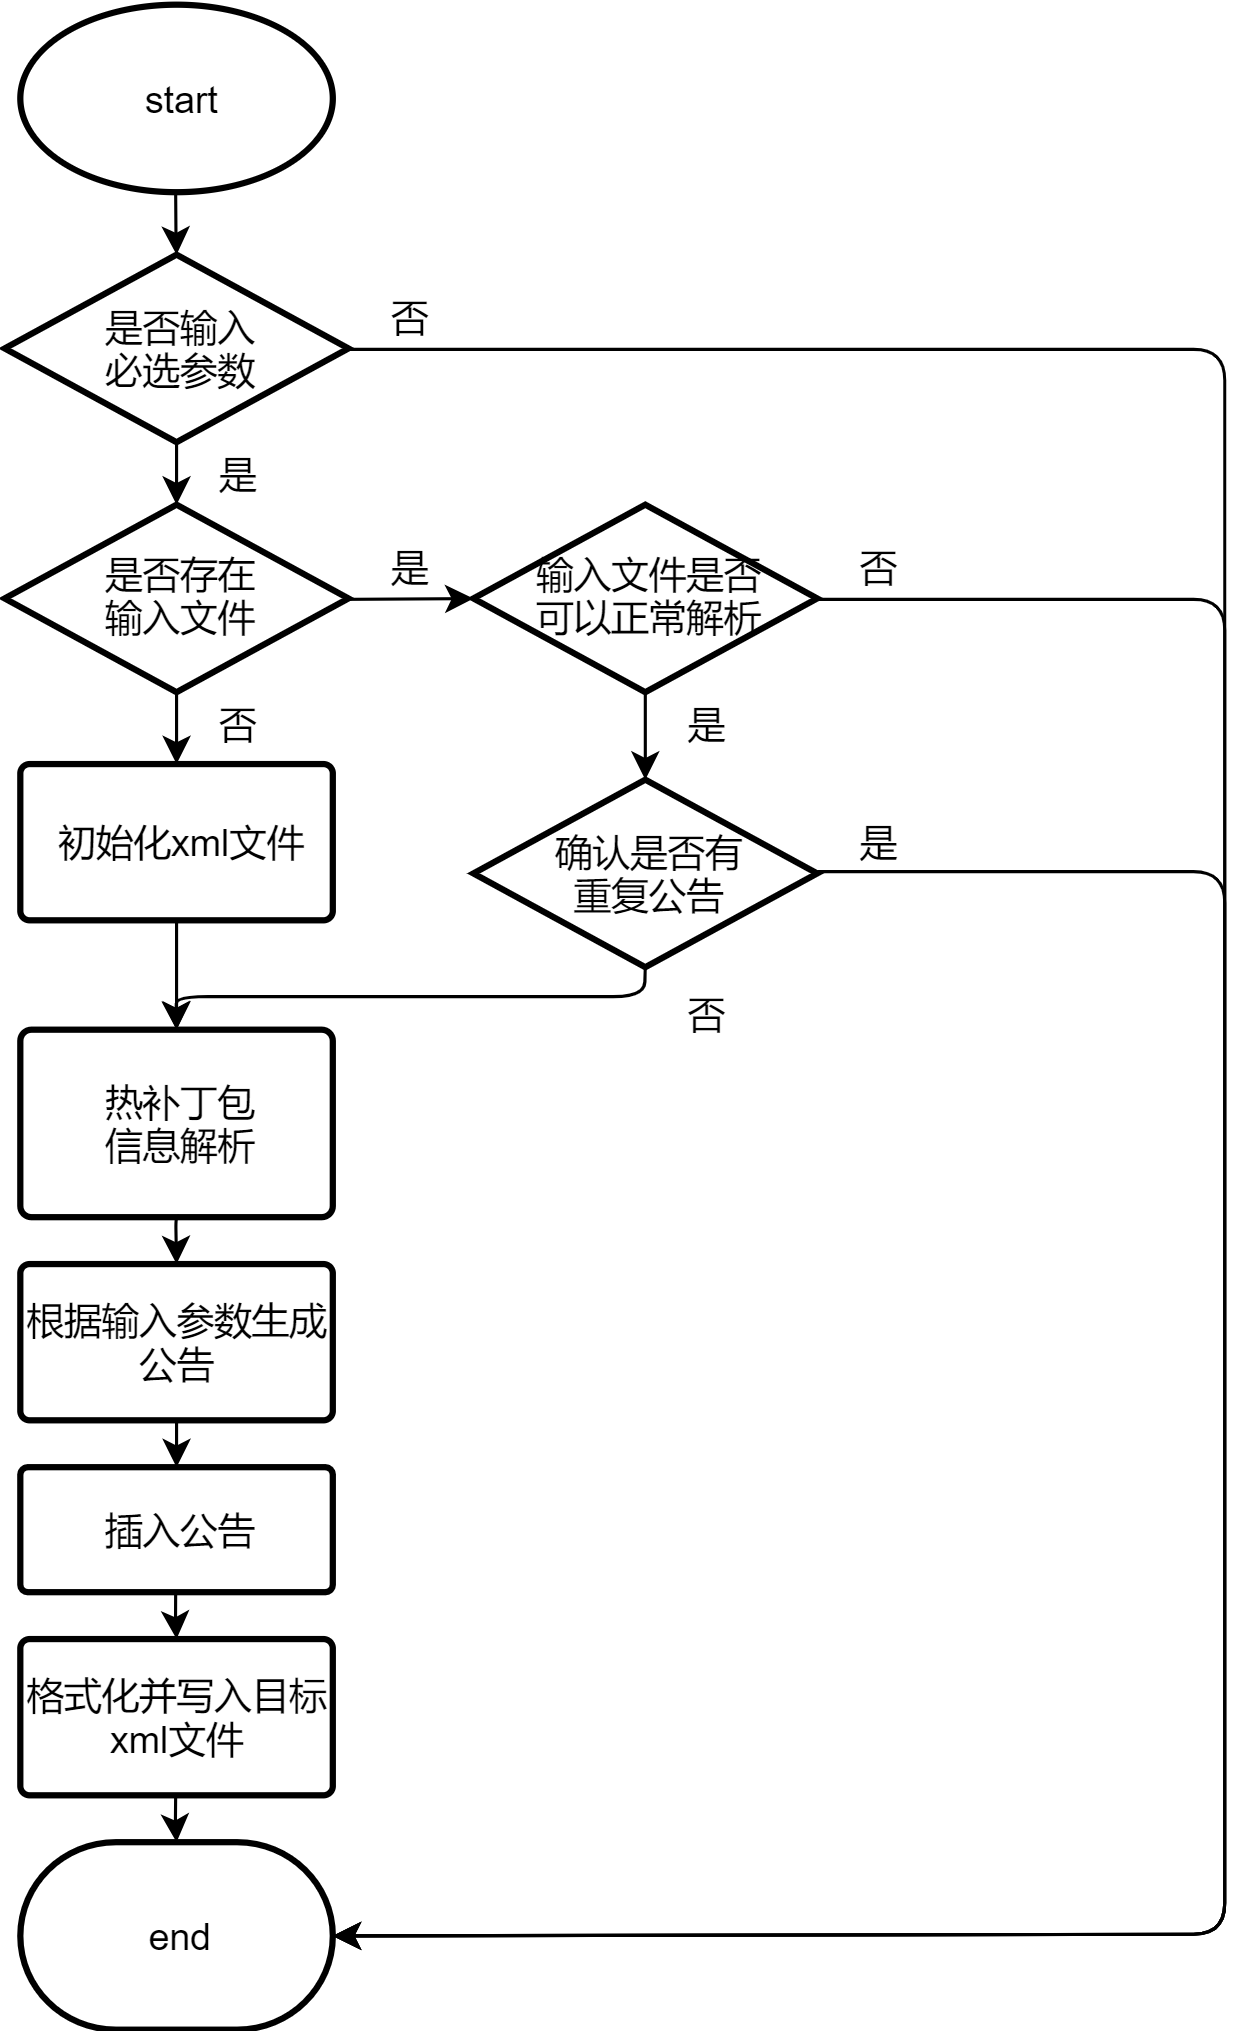 start
是否输入
必选参数
否
是
是否存在
输入文件
是
输入文件是否
可以正常解析
否
否
是
初始化xml文件
确认是否有
重复公告
是
否
热补丁包
信息解析
根据输入参数生成
公告
插入公告
格式化并写入目标
xml文件
end